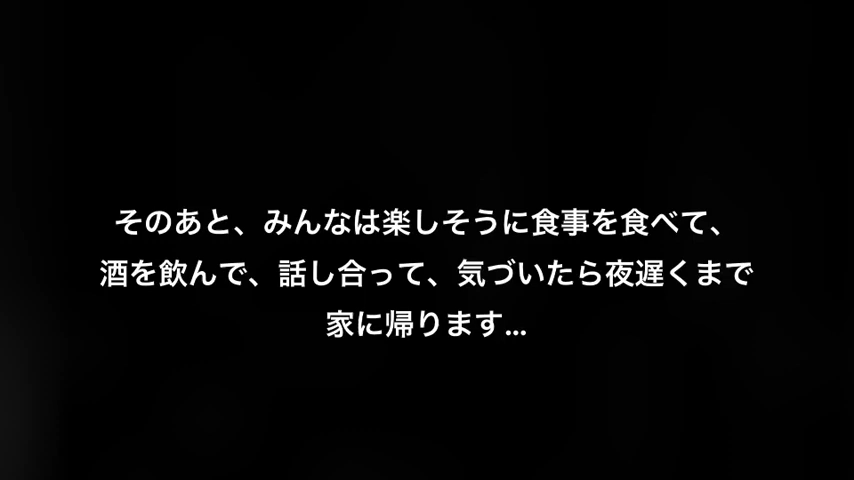 そのあと、みんなは楽しそうに食事を食べて、
酒を飲んで、話し合って、気づいたら夜遅くまで
家に帰ります...